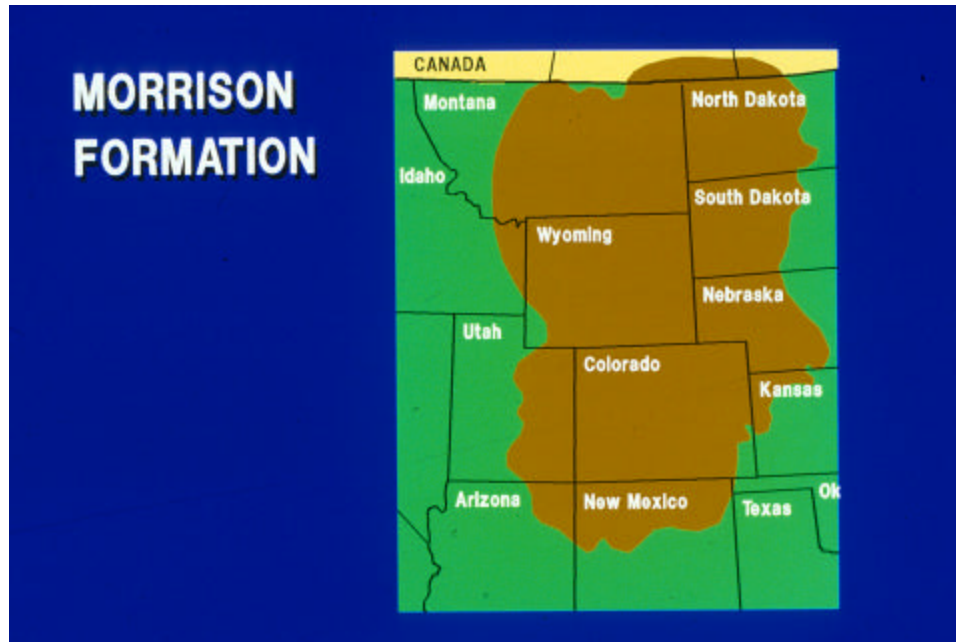 MORRISON
FORMATION
CANADA
Montana
North Dakota
Idaho
South Dakota
Wyoming
Nebraska
Utah
Colorado
Kansas
Arizona
New Mexico
Texas
Ok